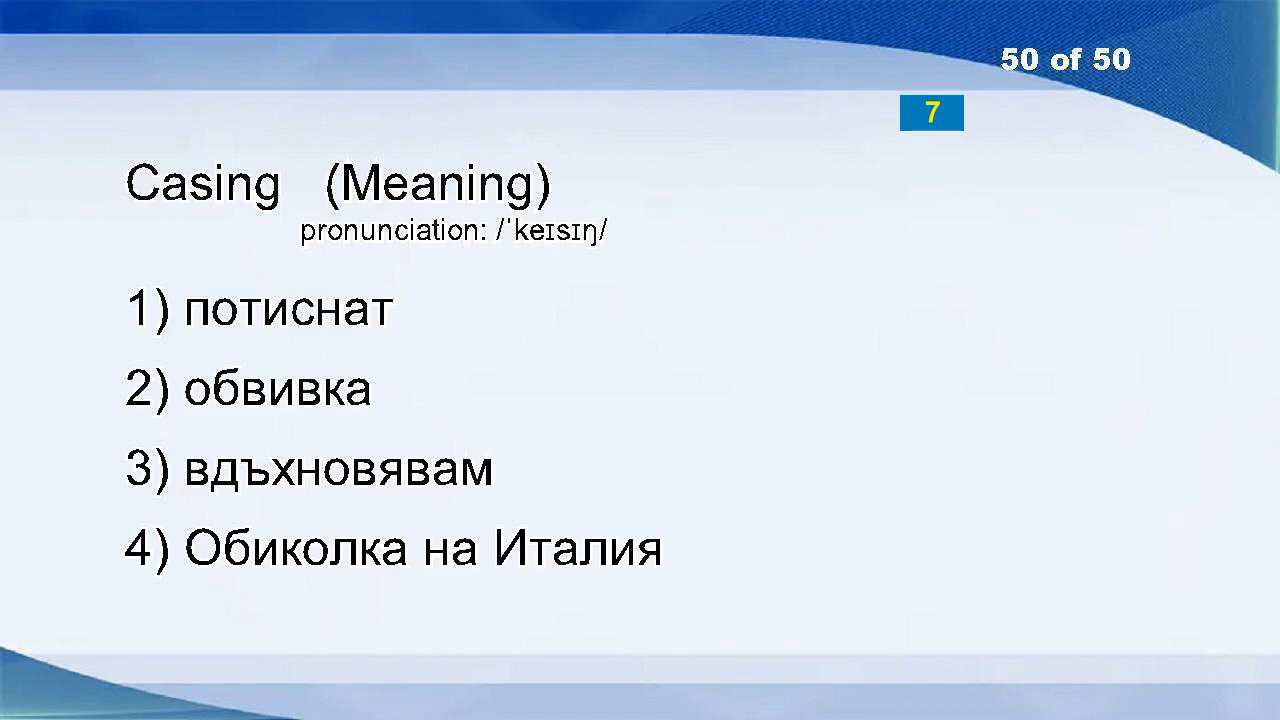 50 of 50
7
Casing (Meaning)
pronunciation: /ˈkeɪsɪŋ/
1) потиснат
2) обвивка
3) вдъхновявам
4) Обиколка на Италия